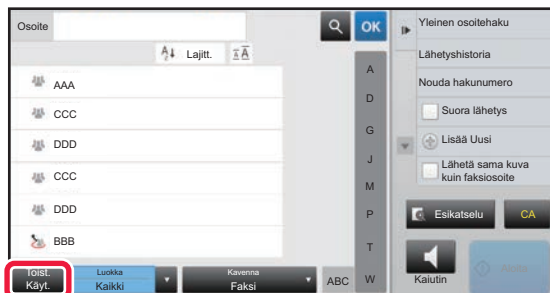 Osoite
OK
Lajitt.
AAA
CCC
DDD
CCC
DDD
BBB
A
D
G
J
M
P
T
W
Toist.
Käyt.
Luokka
Kaikki
Kavenna
Faksi
ABC
Yleinen osoitehaku
Lähetyshistoria
Nouda hakunumero
Suora lähetys
Lisää Uusi
Lähetä sama kuva
kuin faksiosoite
Esikatselu
CA
Kaiutin
Aloita